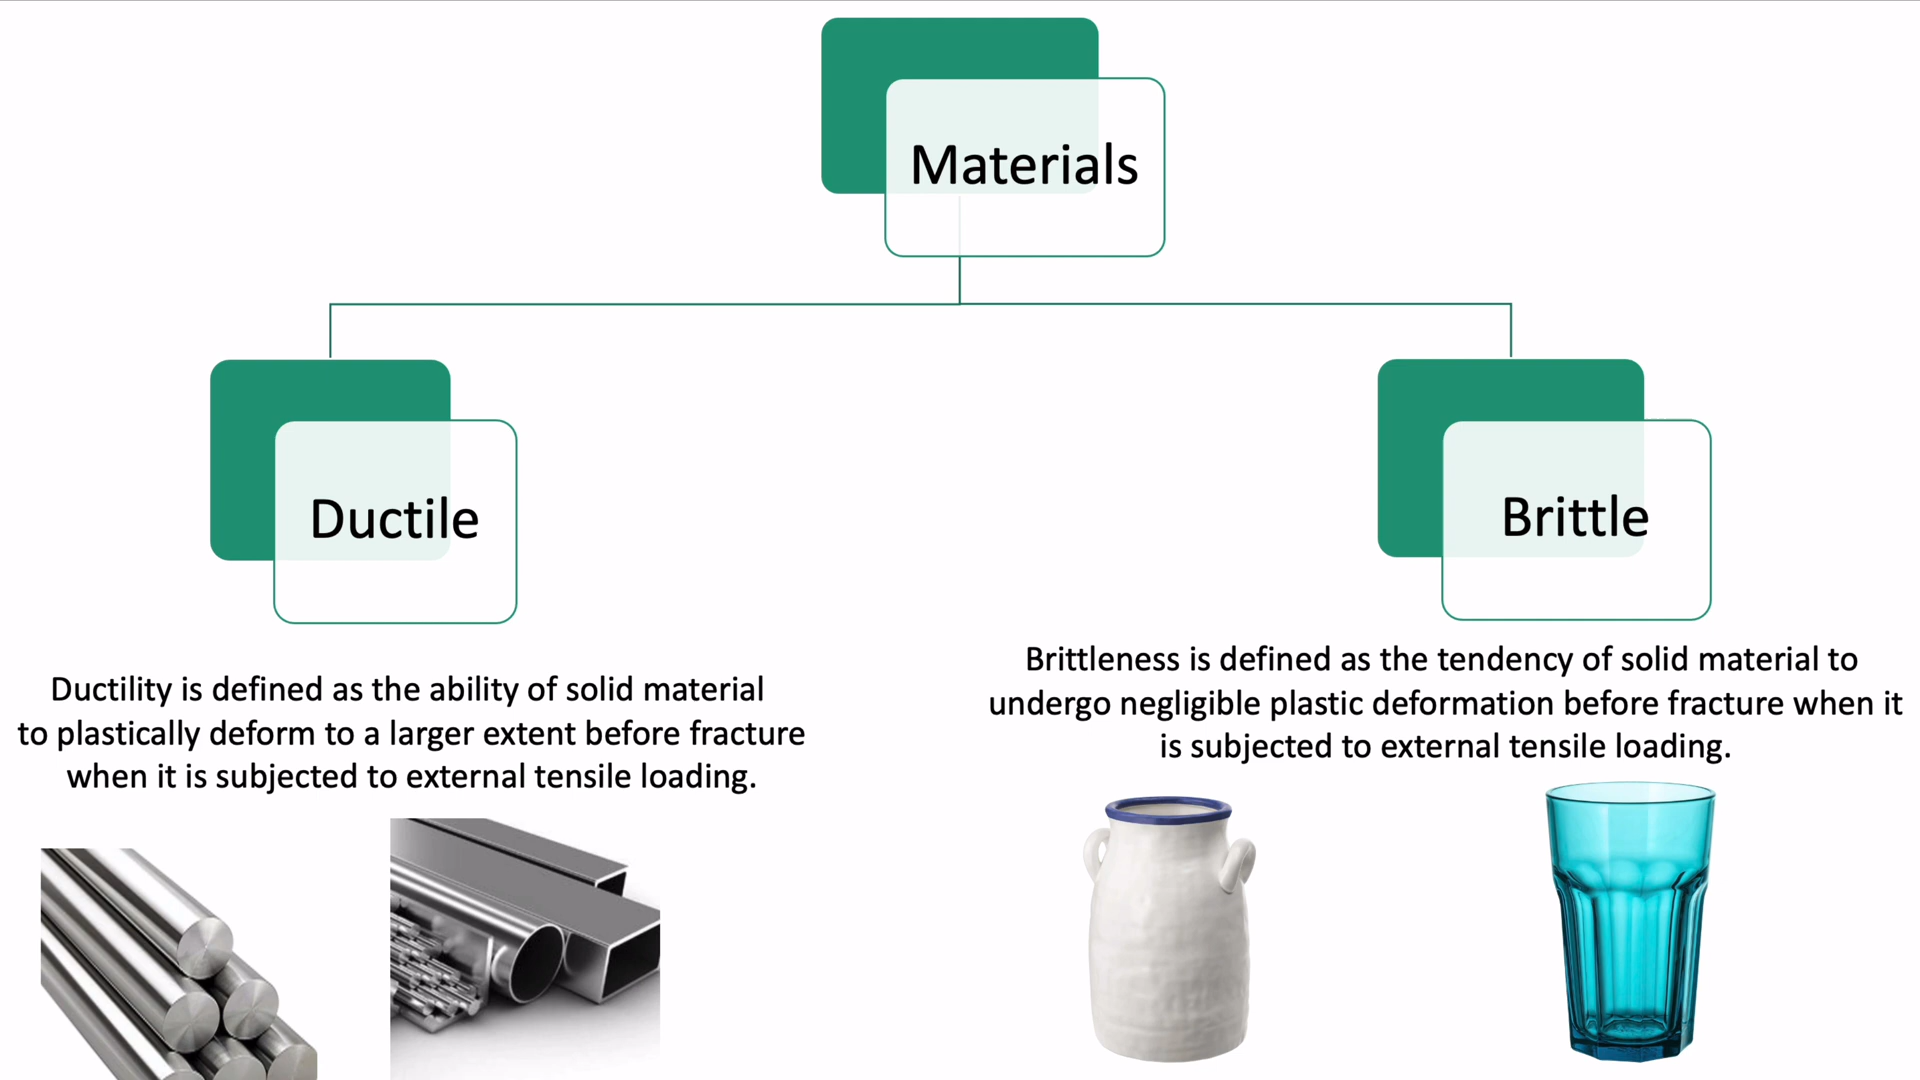 Materials
Ductile
Brittle
Ductility is defined as the ability of solid material
to plastically deform to a larger extent before fracture
when it is subjected to external tensile loading.
Brittleness is defined as the tendency of solid material to
undergo negligible plastic deformation before fracture when it
is subjected to external tensile loading.